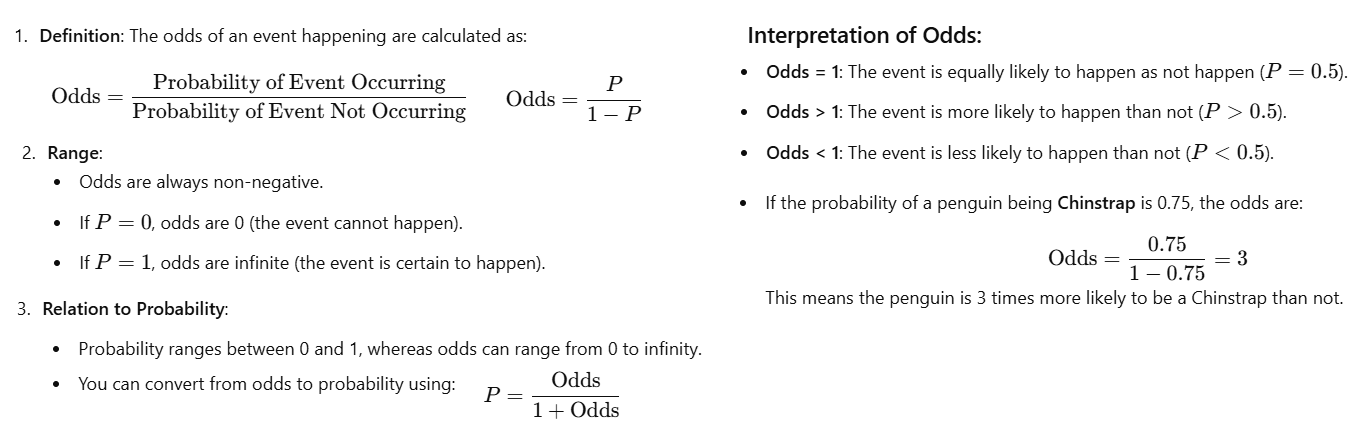 1. Definition: The odds of an event happening are calculated as:
Odds = Probability of Event Occurring / Probability of Event Not Occurring    Odds = P / 1 − P
2. Range:
• Odds are always non-negative.
• If P = 0, odds are 0 (the event cannot happen).
• If P = 1, odds are infinite (the event is certain to happen).
3. Relation to Probability:
• Probability ranges between 0 and 1, whereas odds can range from 0 to infinity.
• You can convert from odds to probability using: P = Odds / 1 + Odds
Interpretation of Odds:
• Odds = 1: The event is equally likely to happen as not happen (P = 0.5).
• Odds > 1: The event is more likely to happen than not (P > 0.5).
• Odds < 1: The event is less likely to happen than not (P < 0.5).
• If the probability of a penguin being Chinstrap is 0.75, the odds are:
Odds = 0.75 / 1 − 0.75 = 3
This means the penguin is 3 times more likely to be a Chinstrap than not.